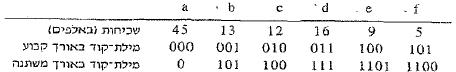 a b c d e f
שכיחות (באלפים) 45 13 12 16 9 5
מילת-קוד באורך קבוע 000 001 010 011 100 101
מילת-קוד באורך משתנה 0 101 100 111 1101 1100